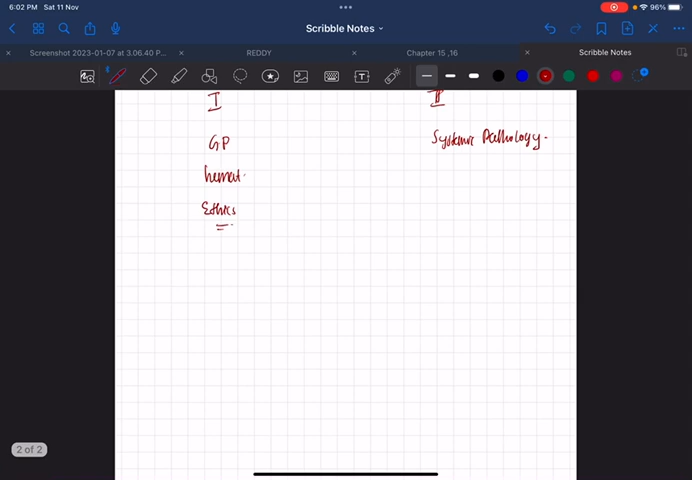 6:02 PM Sat 11 Nov
96%
Scribble Notes
Screenshot 2023-01-07 at 3.06.40 P...
REDDY
Chapter 15 ,16
Scribble Notes
I
II
GP
Systemic Pathology.
hemat.
Ethics
2 of 2